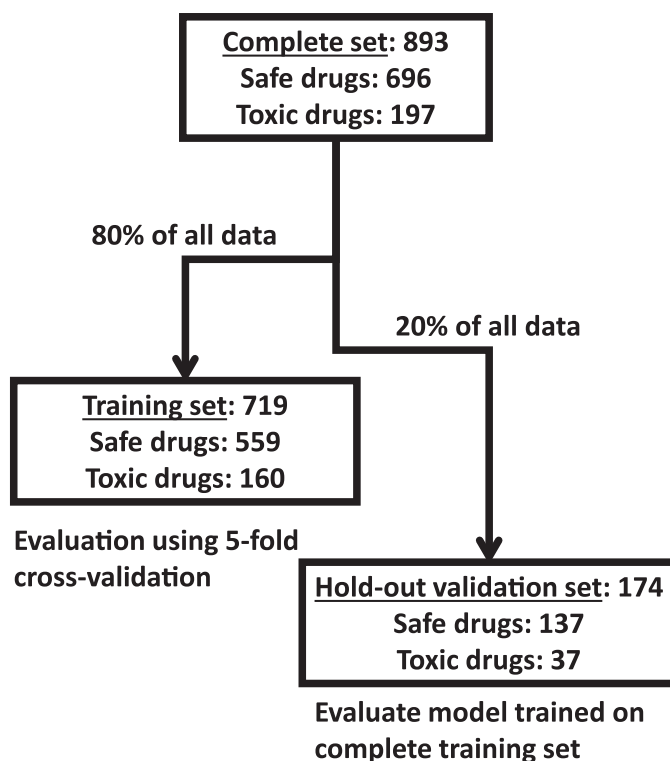 Complete set: 893
Safe drugs: 696
Toxic drugs: 197
80% of all data
20% of all data
Training set: 719
Safe drugs: 559
Toxic drugs: 160
Evaluation using 5-fold
cross-validation
Hold-out validation set: 174
Safe drugs: 137
Toxic drugs: 37
Evaluate model trained on
complete training set